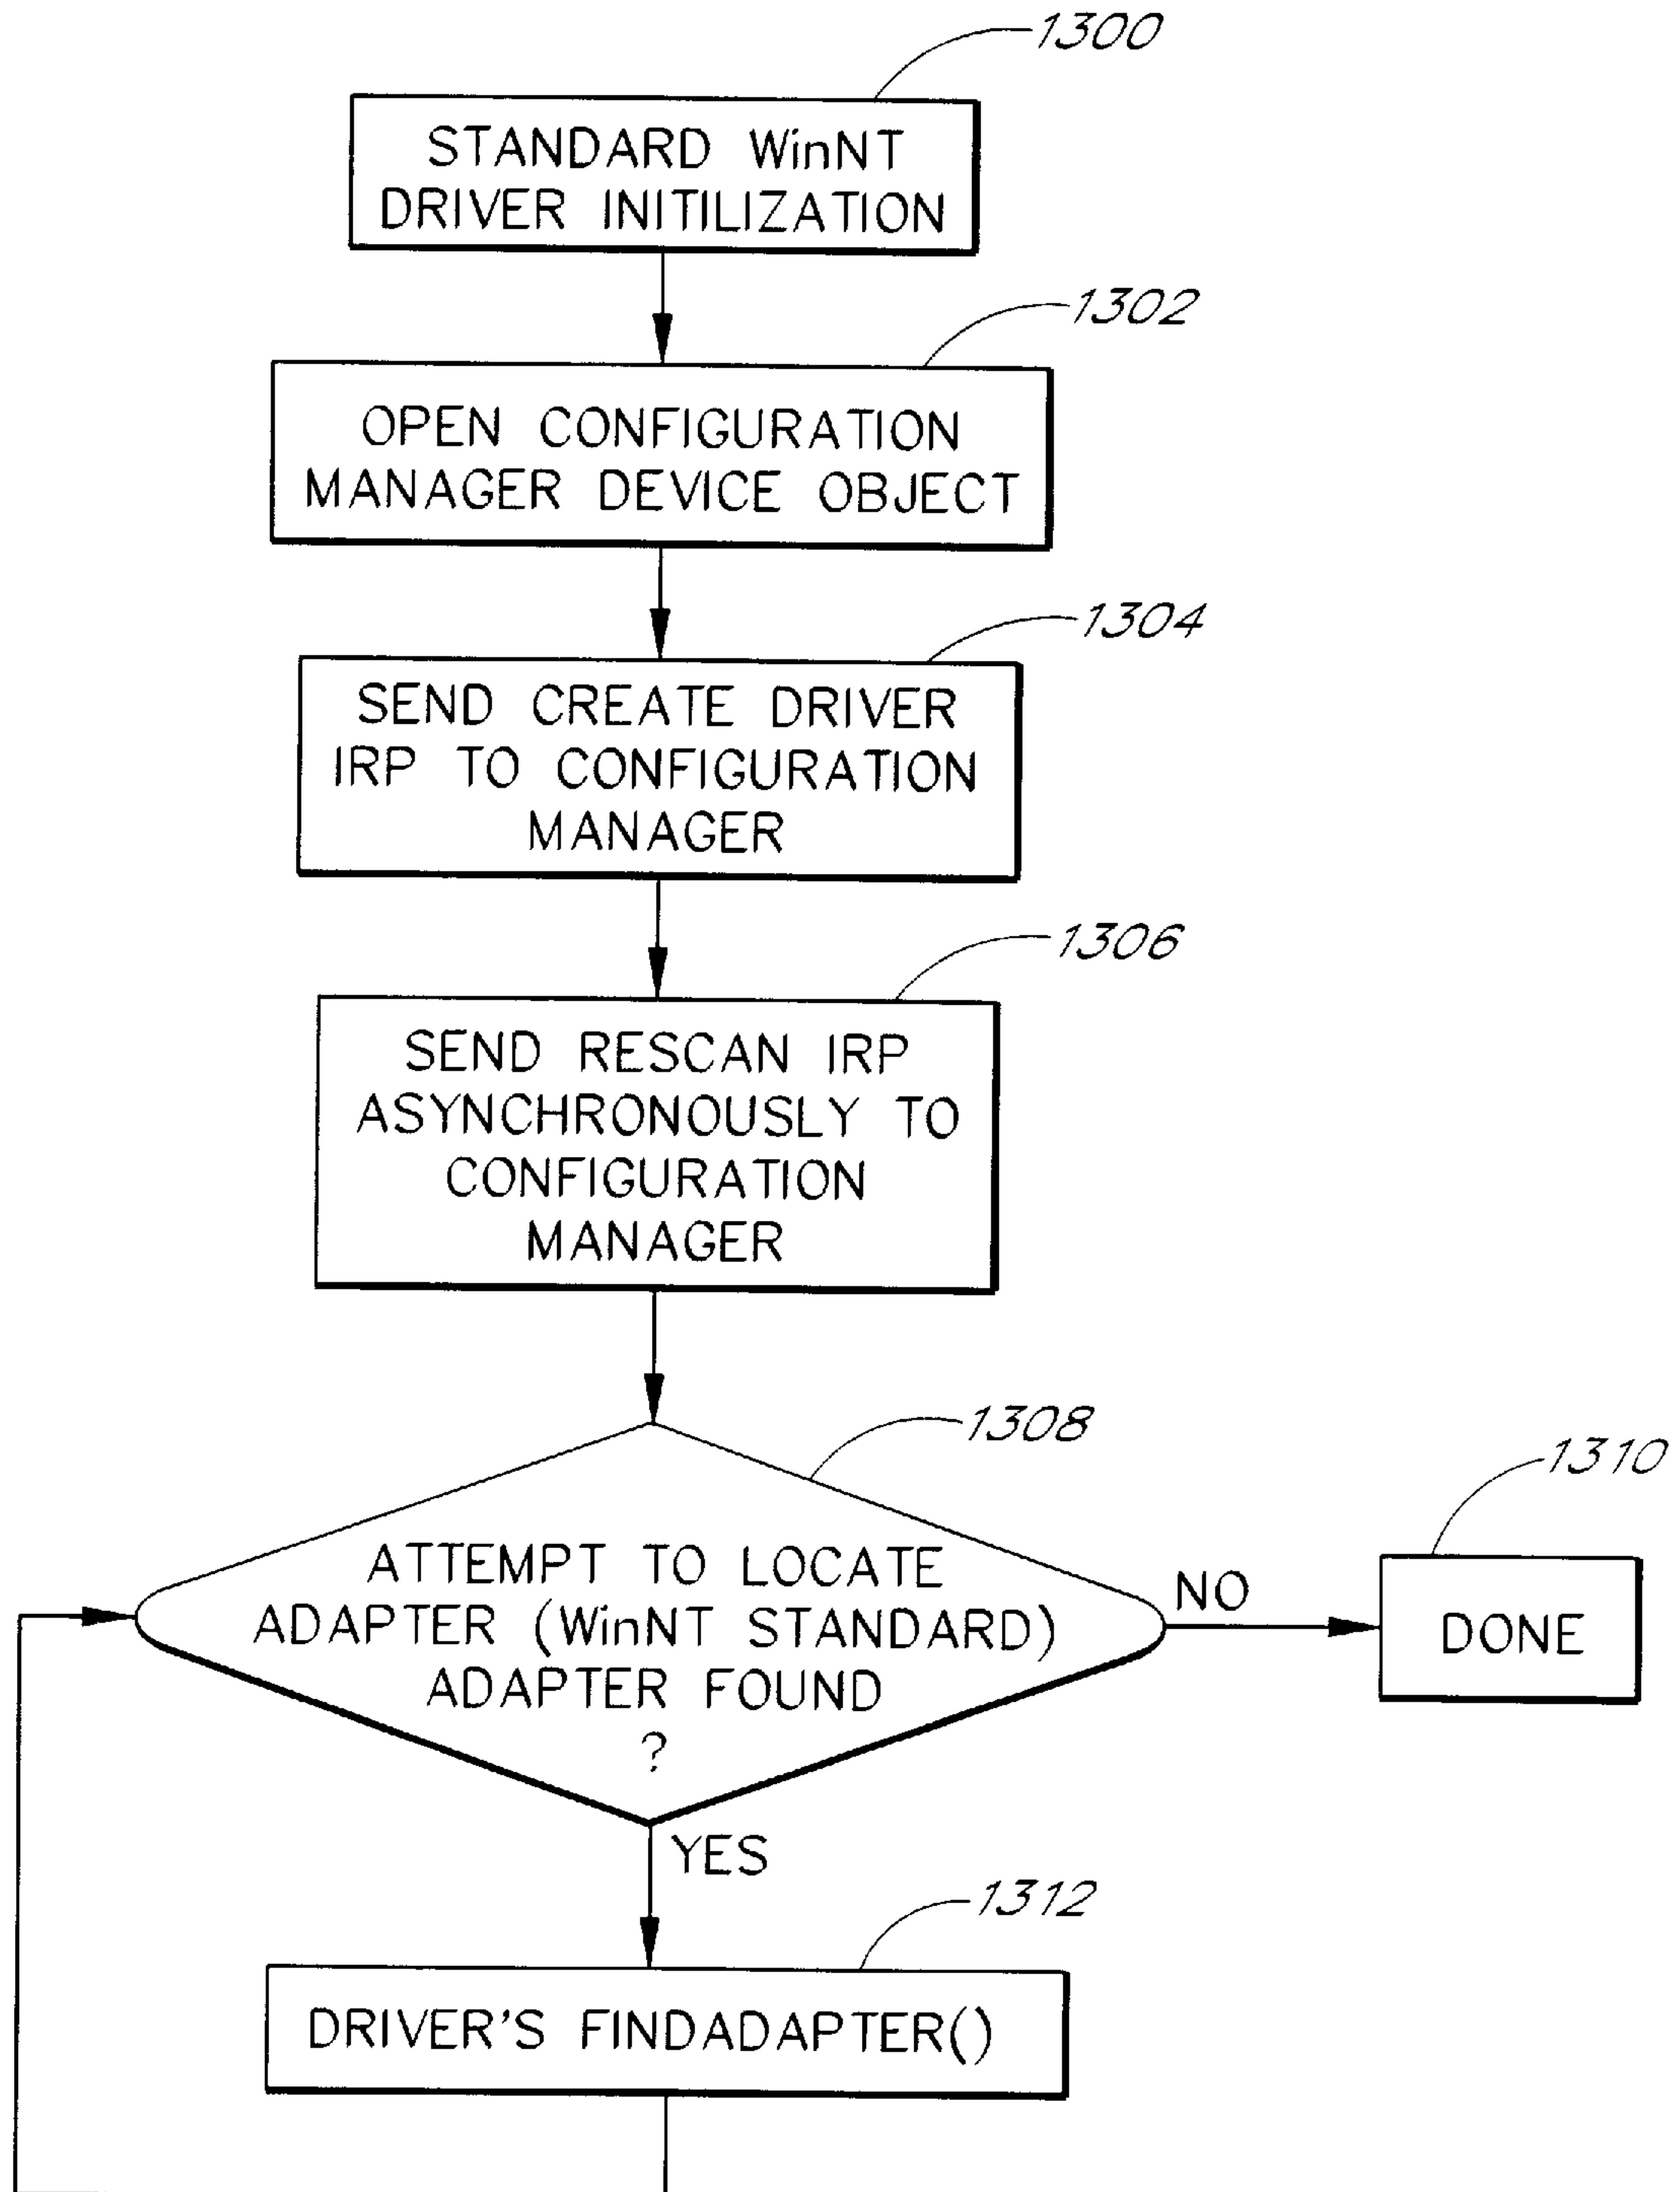 1300
STANDARD WinNT
DRIVER INITILIZATION
1302
OPEN CONFIGURATION
MANAGER DEVICE OBJECT
1304
SEND CREATE DRIVER
IRP TO CONFIGURATION
MANAGER
1306
SEND RESCAN IRP
ASYNCHRONOUSLY TO
CONFIGURATION
MANAGER
1308
ATTEMPT TO LOCATE
ADAPTER (WinNT STANDARD)
ADAPTER FOUND
?
NO
1310
DONE
YES
1312
DRIVER'S FINDADAPTER()